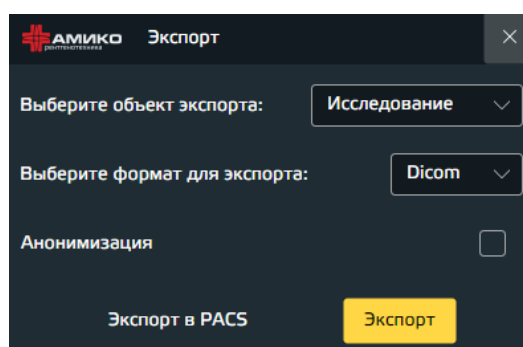 АМИКО Экспорт
рентгенотехника
Выберите объект экспорта: Исследование
Выберите формат для экспорта: Dicom
Анонимизация
Экспорт в PACS Экспорт